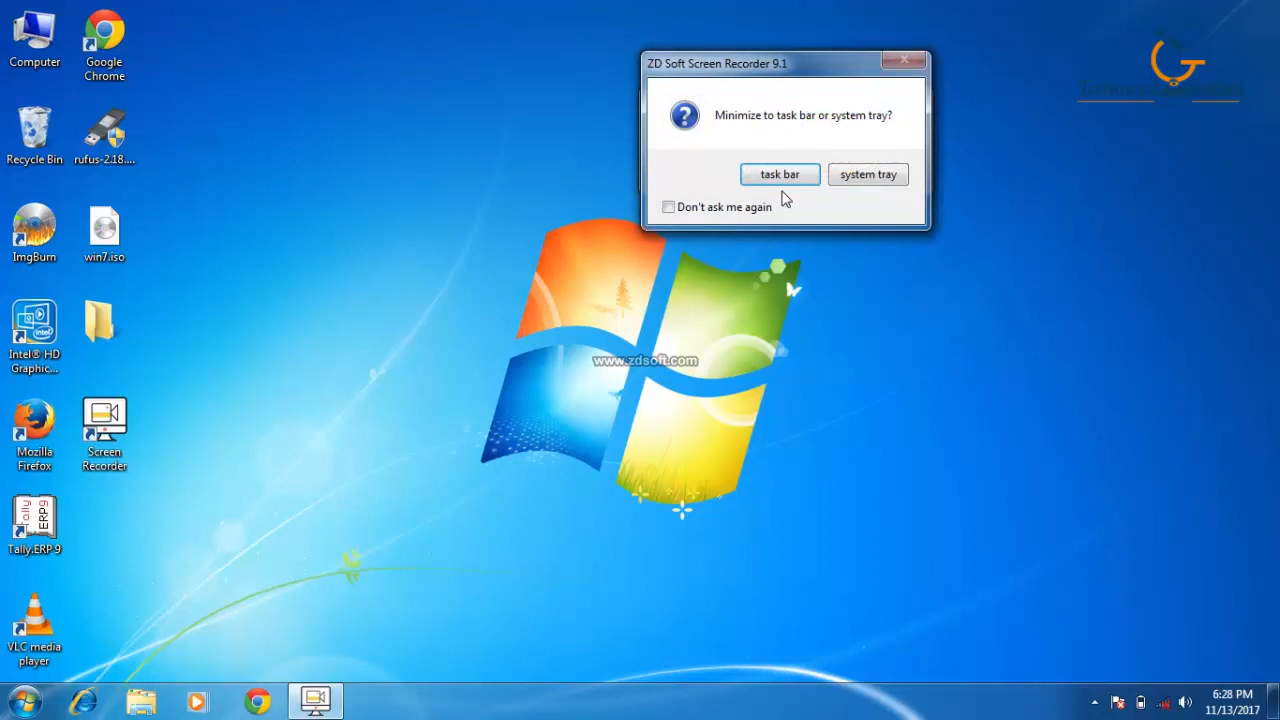 Computer
Google
Chrome
Recycle Bin
rufus-2.18....
ImgBurn
win7.iso
Intel® HD
Graphic...
Mozilla
Firefox
Screen
Recorder
Tally
ERP9
Tally.ERP 9
VLC media
player
ZD Soft Screen Recorder 9.1
Minimize to task bar or system tray?
task bar
system tray
Don't ask me again
www.zdsoft.com
6:28 PM
11/13/2017